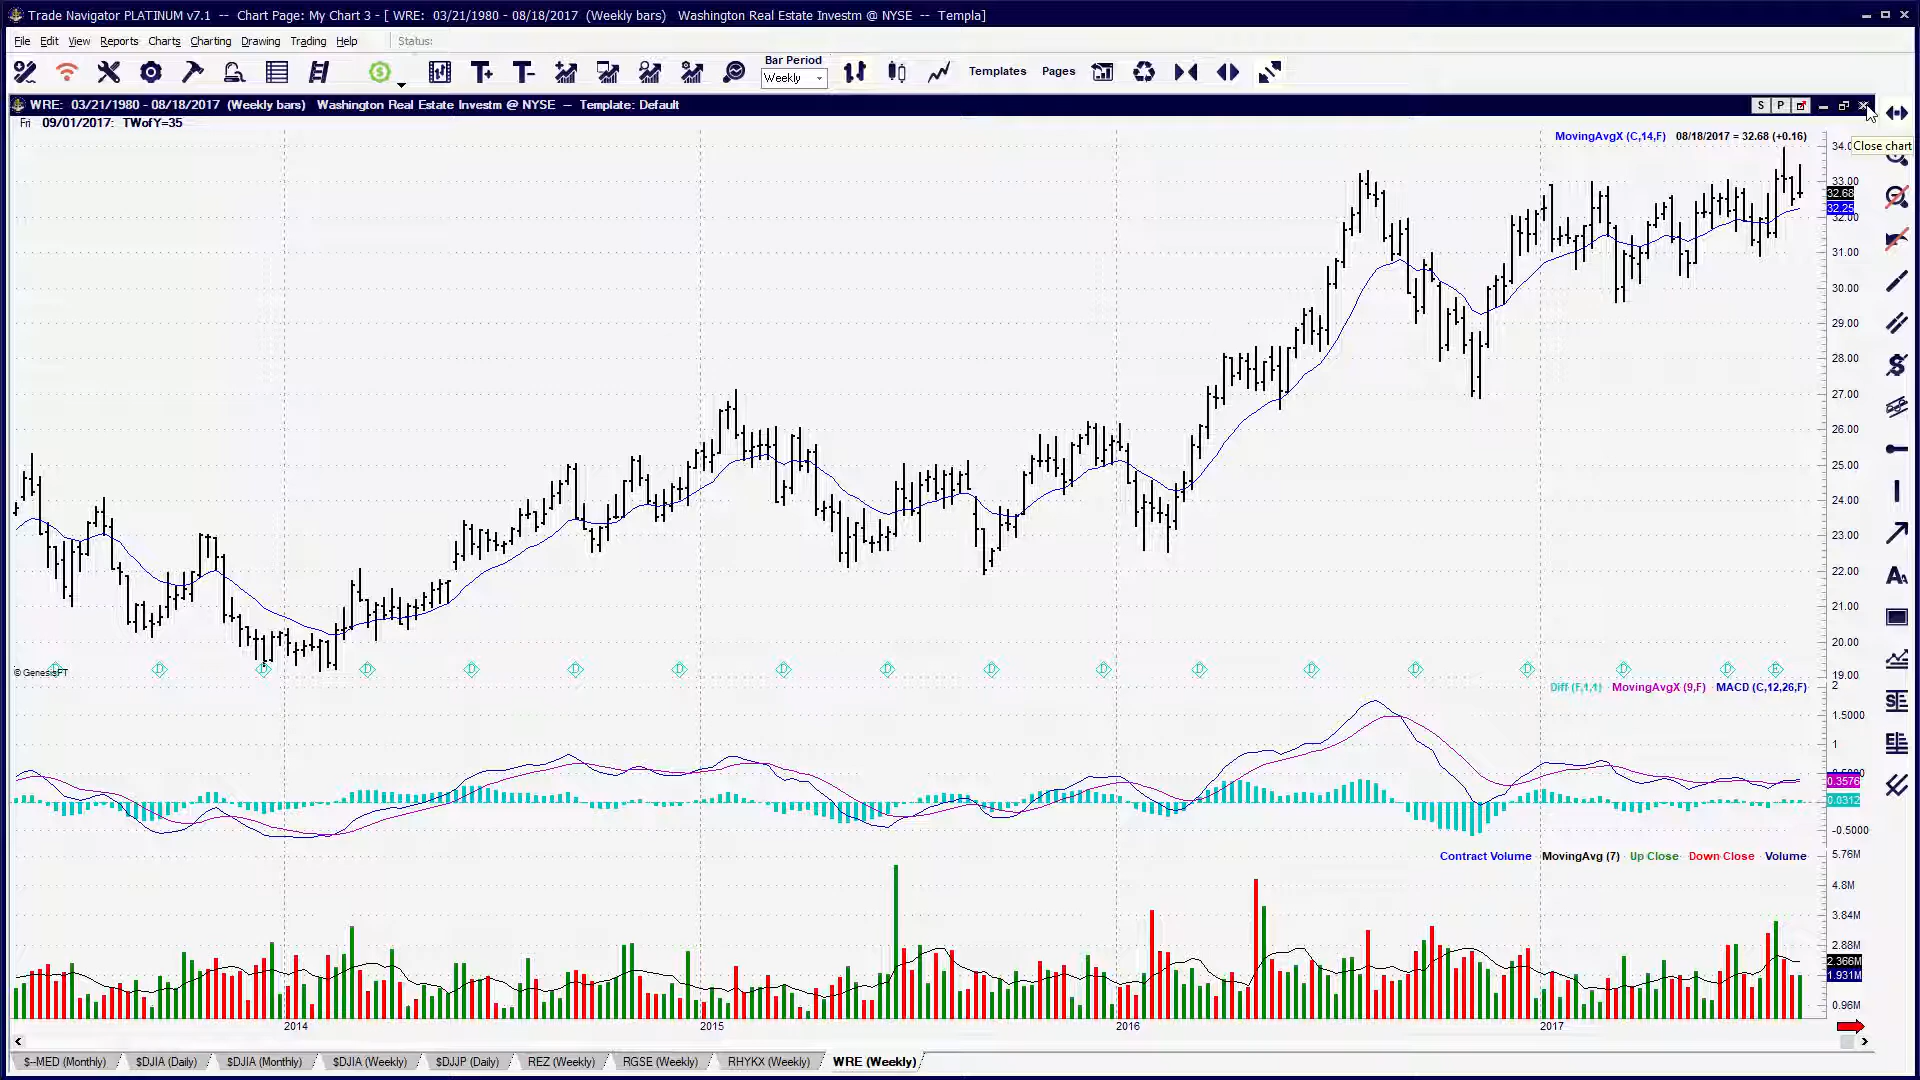 Trade Navigator PLATINUM v7.1 -- Chart Page: My Chart 3 - [ WRE: 03/21/1980 - 08/18/2017 (Weekly bars) Washington Real Estate Investm @ NYSE -- Templa]
File Edit View Reports Charts Charting Drawing Trading Help Status:
Bar Period
Weekly
Templates Pages
WRE: 03/21/1980 - 08/18/2017 (Weekly bars) Washington Real Estate Investm @ NYSE – Template: Default S P
Fri 09/01/2017: TWofY=35
MovingAvgX (C,14,F) 08/18/2017 = 32.68 (+0.16)
Close chart
33.00
32.68
32.25
32.00
31.00
30.00
29.00
28.00
27.00
26.00
25.00
24.00
23.00
22.00
21.00
20.00
19.00
D D D D D D D D D D D D D D D D E
© GenesisFT
Diff (F,1,1) MovingAvgX (9,F) MACD (C,12,26,F)
2
1.5000
1
0.3576
0.0312
-0.5000
Contract Volume MovingAvg (7) Up Close Down Close Volume
5.76M
4.8M
3.84M
2.88M
2.366M
1.931M
0.96M
2014 2015 2016 2017
$--MED (Monthly) $DJIA (Daily) $DJIA (Monthly) $DJIA (Weekly) $DJJP (Daily) REZ (Weekly) RGSE (Weekly) RHYKX (Weekly) WRE (Weekly)